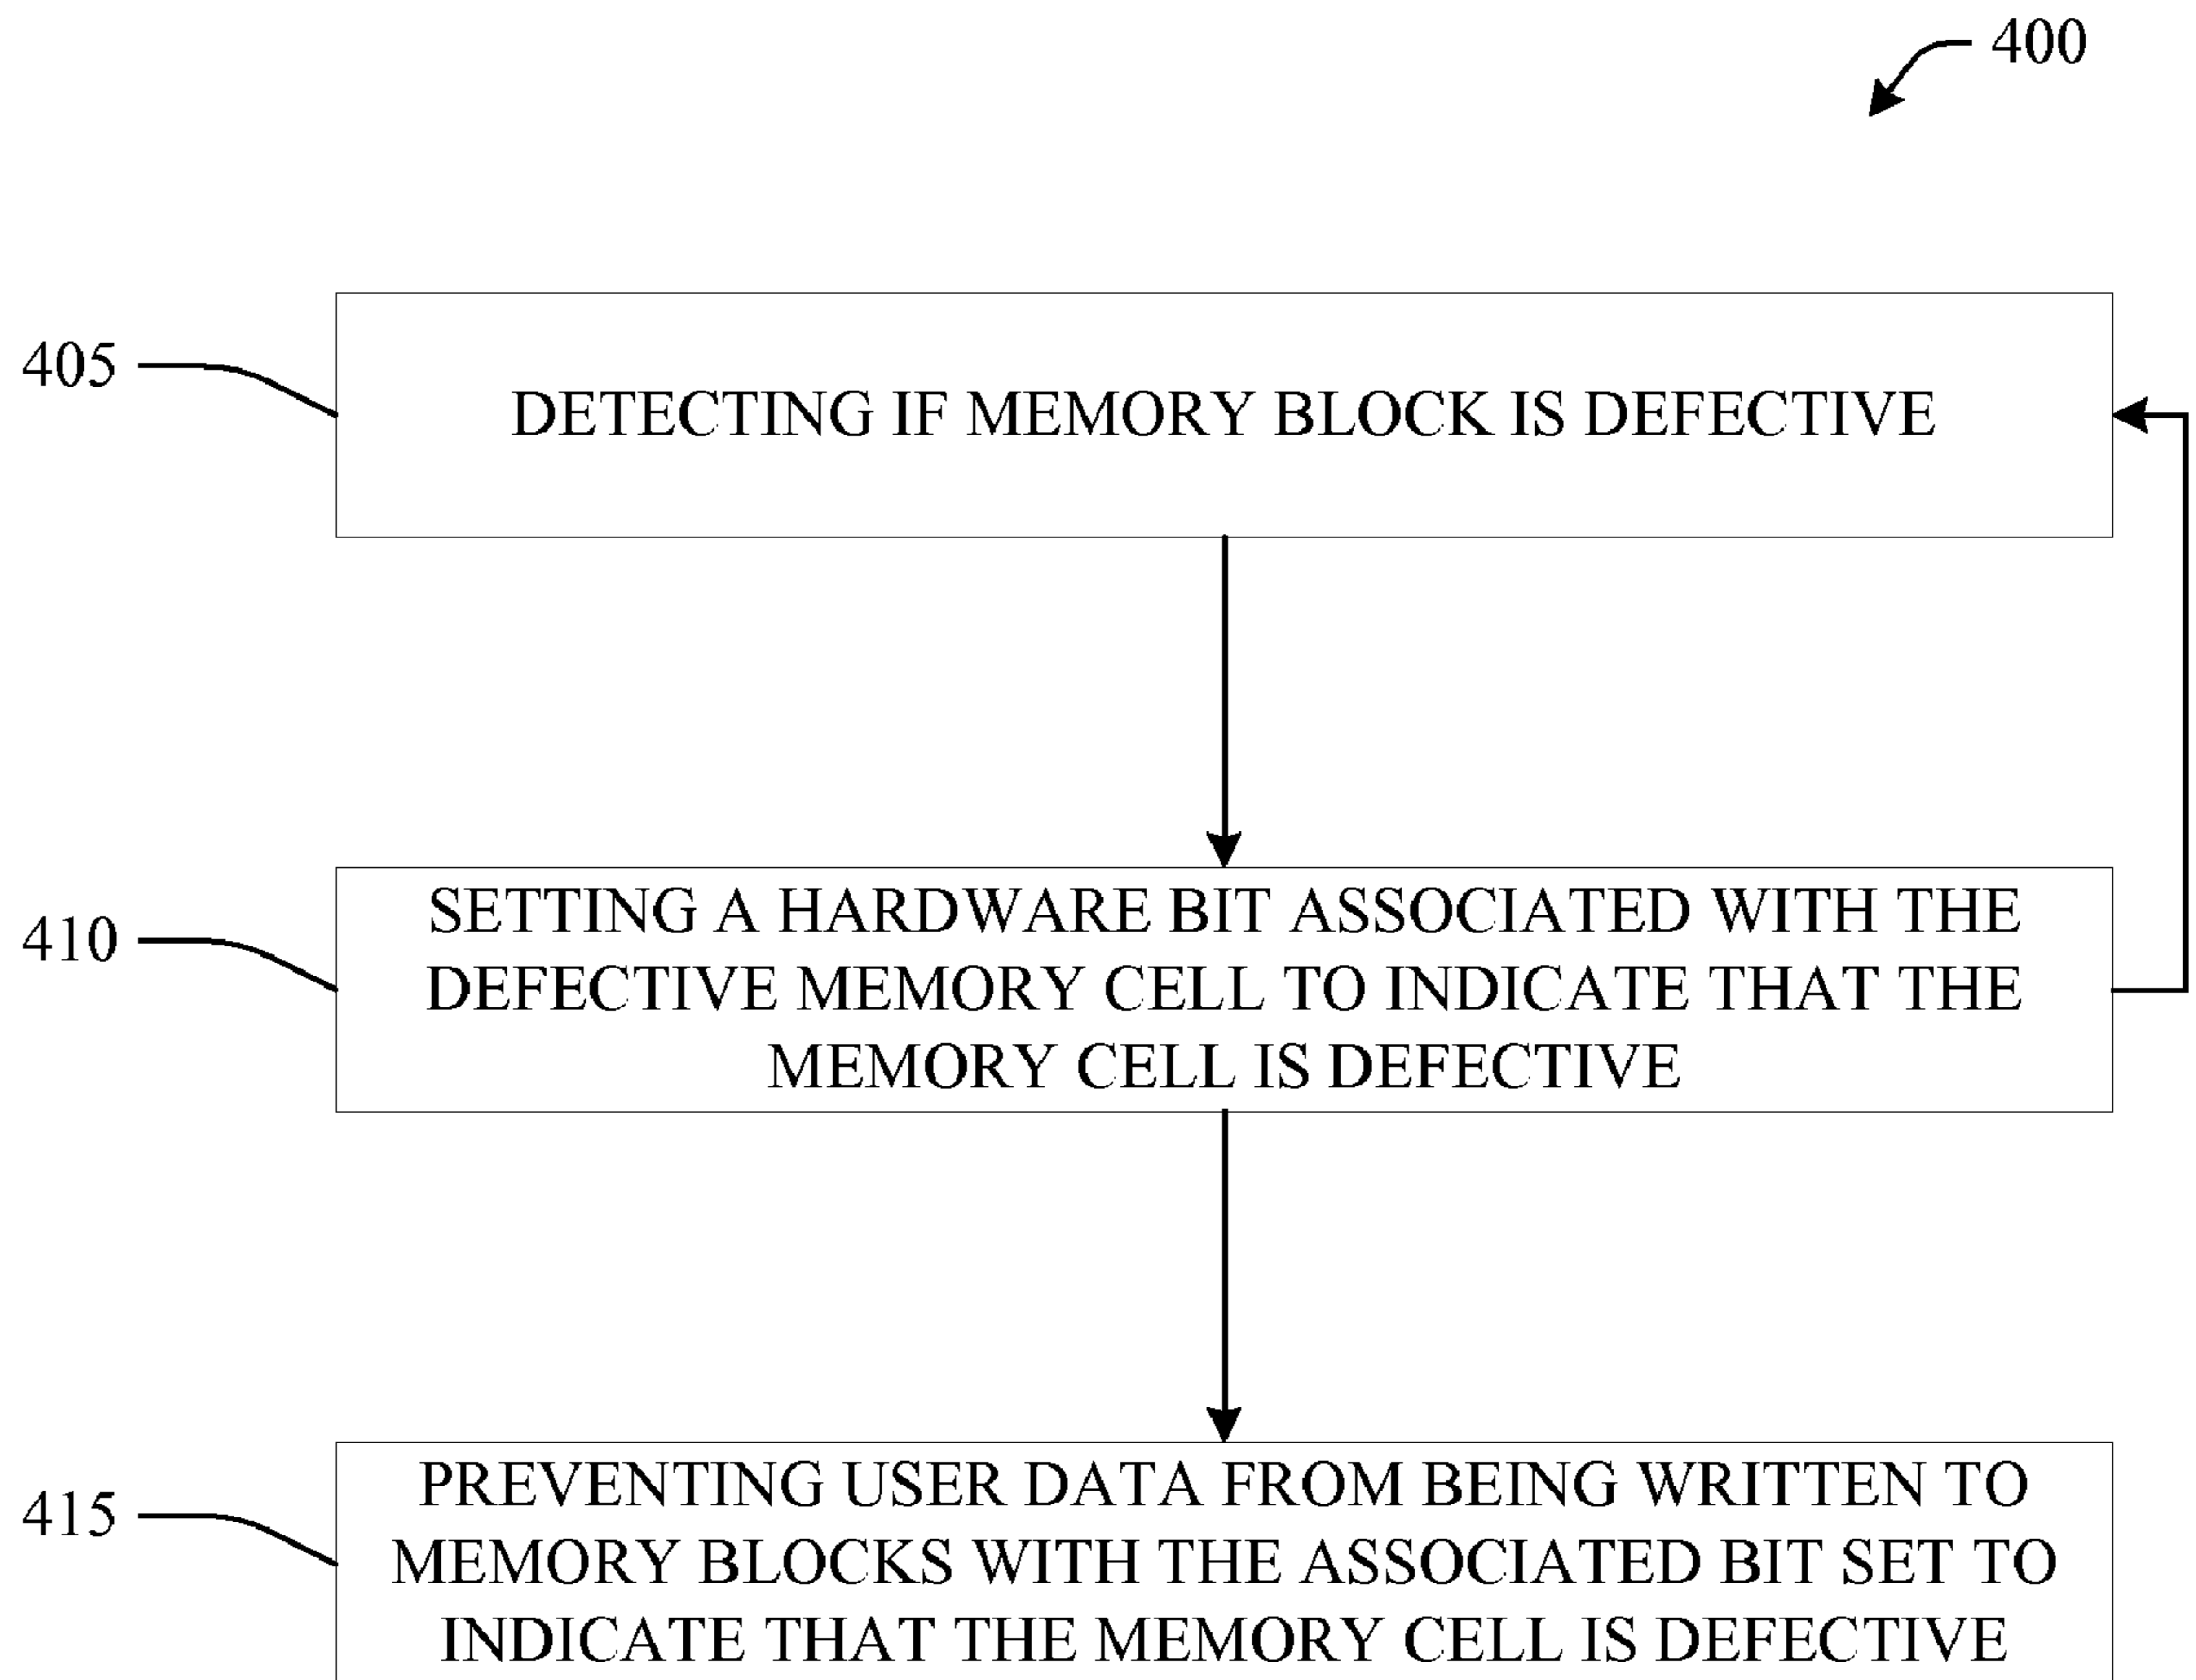 400
405
DETECTING IF MEMORY BLOCK IS DEFECTIVE
410
SETTING A HARDWARE BIT ASSOCIATED WITH THE
DEFECTIVE MEMORY CELL TO INDICATE THAT THE
MEMORY CELL IS DEFECTIVE
415
PREVENTING USER DATA FROM BEING WRITTEN TO
MEMORY BLOCKS WITH THE ASSOCIATED BIT SET TO
INDICATE THAT THE MEMORY CELL IS DEFECTIVE